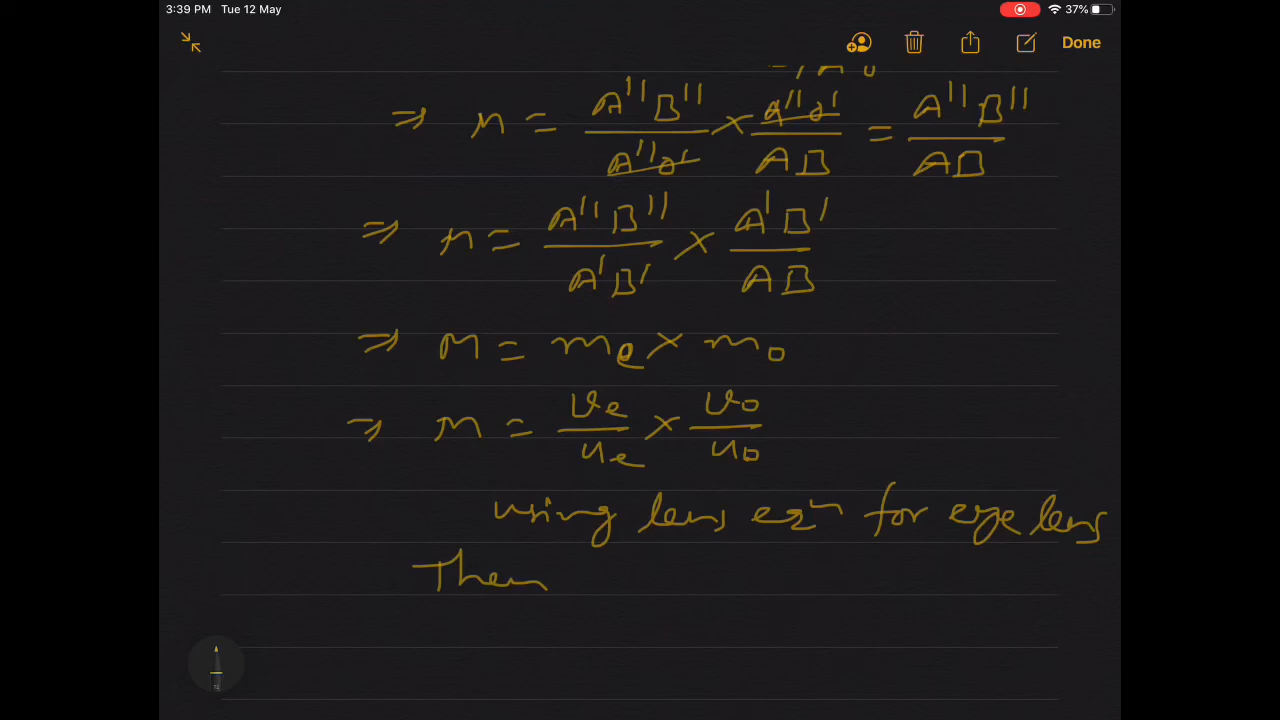 3:39 PM Tue 12 May 37%
Done
⇒ M = A''B'' / A''O' × A''O' / AB = A''B'' / AB
⇒ M = A''B'' / A'B' × A'B' / AB
⇒ M = me × mo
⇒ M = ve / ue × vo / uo
using lens eqn for eye lens
Then